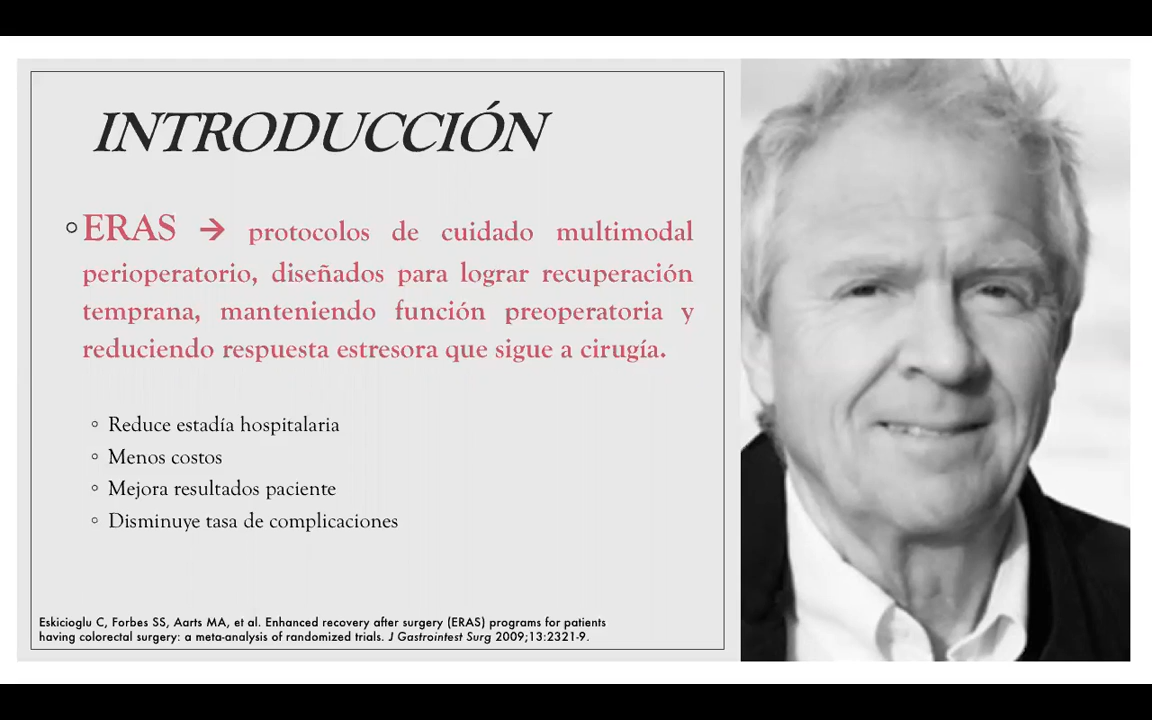 INTRODUCCIÓN
◦ERAS → protocolos de cuidado multimodal
perioperatorio, diseñados para lograr recuperación
temprana, manteniendo función preoperatoria y
reduciendo respuesta estresora que sigue a cirugía.
◦ Reduce estadía hospitalaria
◦ Menos costos
◦ Mejora resultados paciente
◦ Disminuye tasa de complicaciones
Eskicioglu C, Forbes SS, Aarts MA, et al. Enhanced recovery after surgery (ERAS) programs for patients
having colorectal surgery: a meta-analysis of randomized trials. J Gastrointest Surg 2009;13:2321-9.